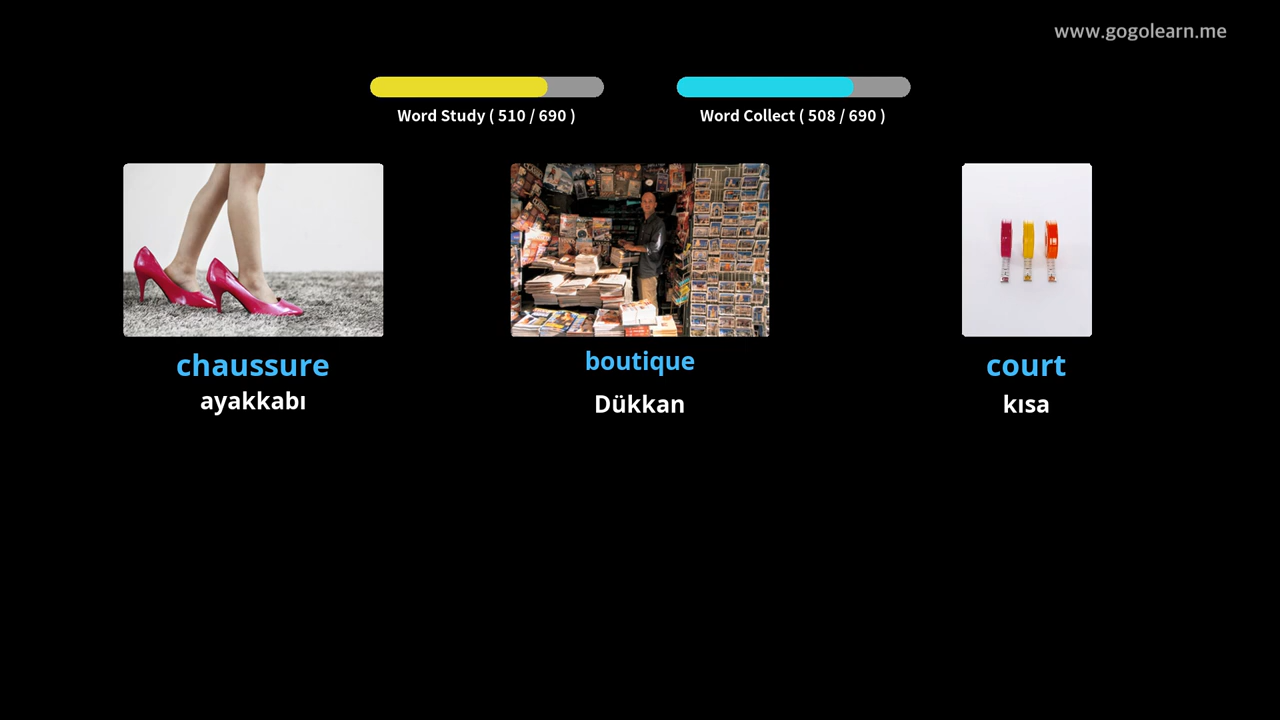 www.gogolearn.me
Word Study ( 510 / 690 )
Word Collect ( 508 / 690 )
chaussure
ayakkabı
boutique
Dükkan
court
kısa